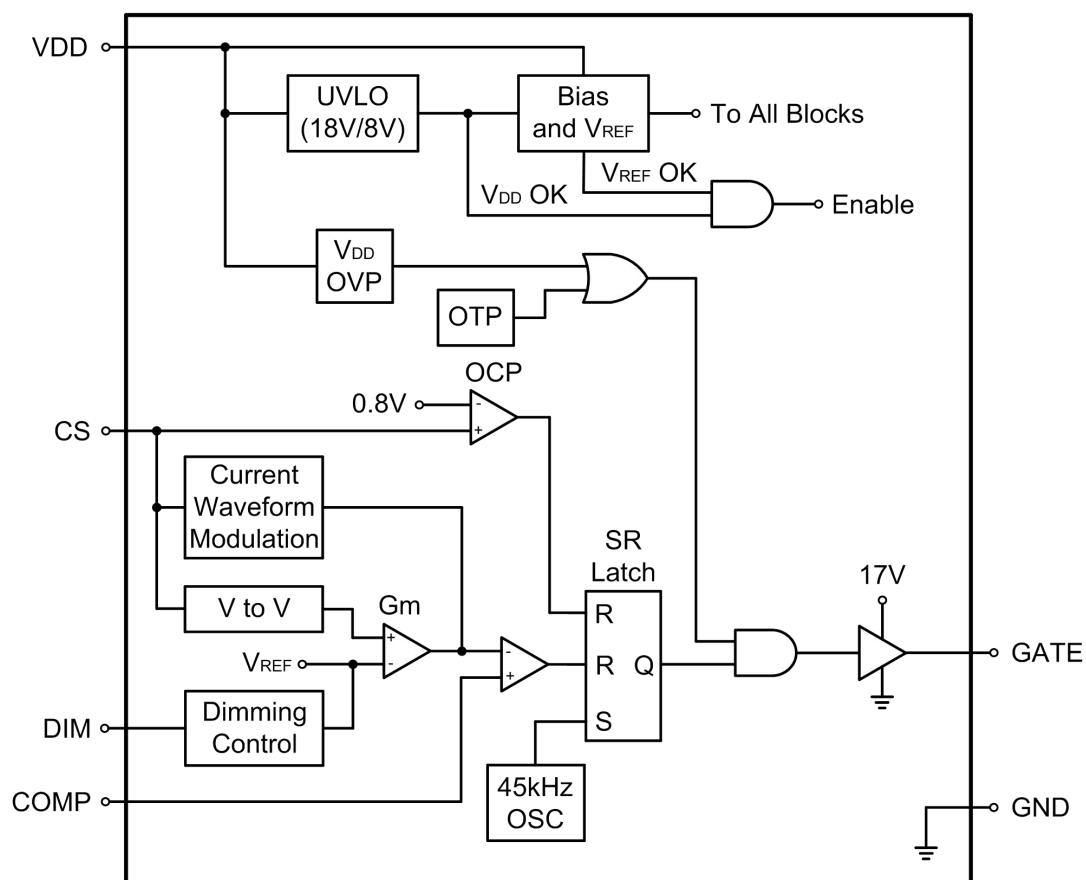 VDD
UVLO
(18V/8V)
Bias
and VREF
To All Blocks
VREF OK
VDD OK
Enable
VDD
OVP
OTP
OCP
0.8V
-
+
CS
Current
Waveform
Modulation
SR
Latch
17V
V to V
Gm
+
-
R
VREF
-
+
R
Q
GATE
DIM
Dimming
Control
S
COMP
45kHz
OSC
GND